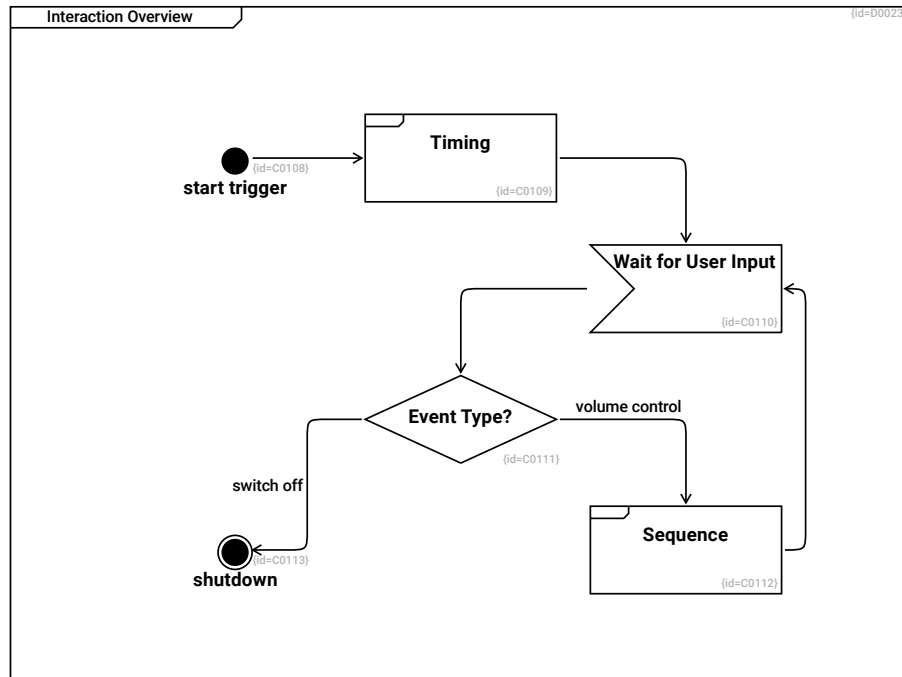 Interaction Overview
{id=D0023
Timing
{id=C0108}
start trigger
{id=C0109}
Wait for User Input
{id=C0110}
Event Type?
volume control
{id=C0111}
switch off
Sequence
{id=C0113}
shutdown
{id=C0112}